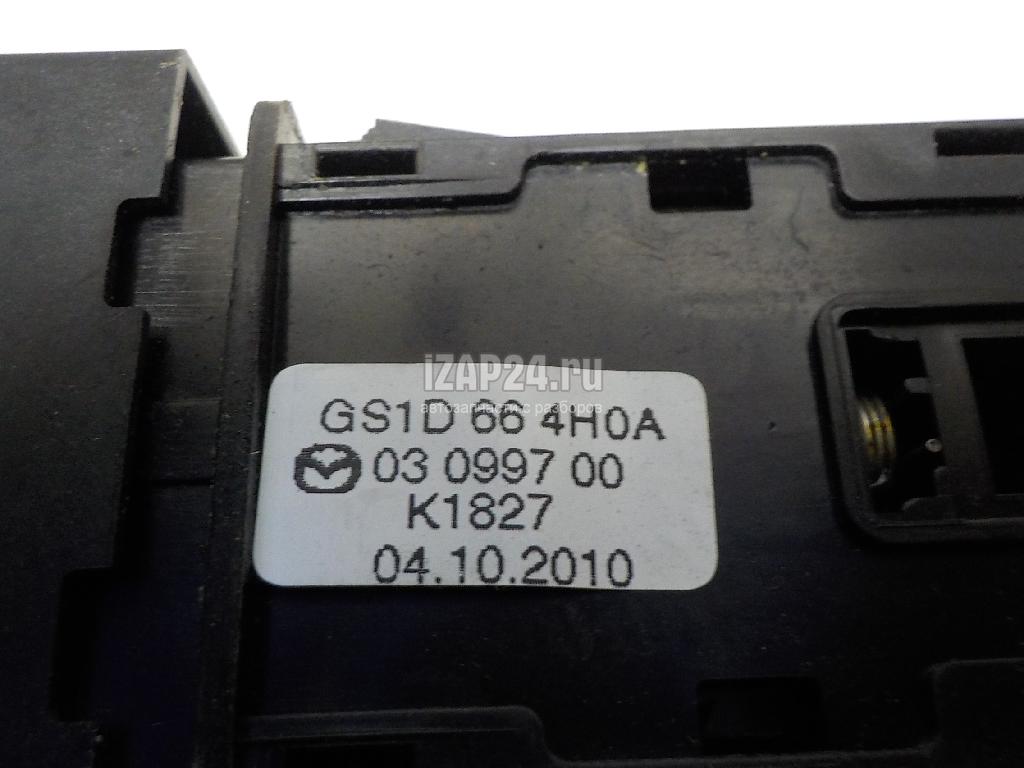 iZAP24.ru
автозапчасти с разборов
GS1D 66 4H0A
03 0997 00
K1827
04.10.2010